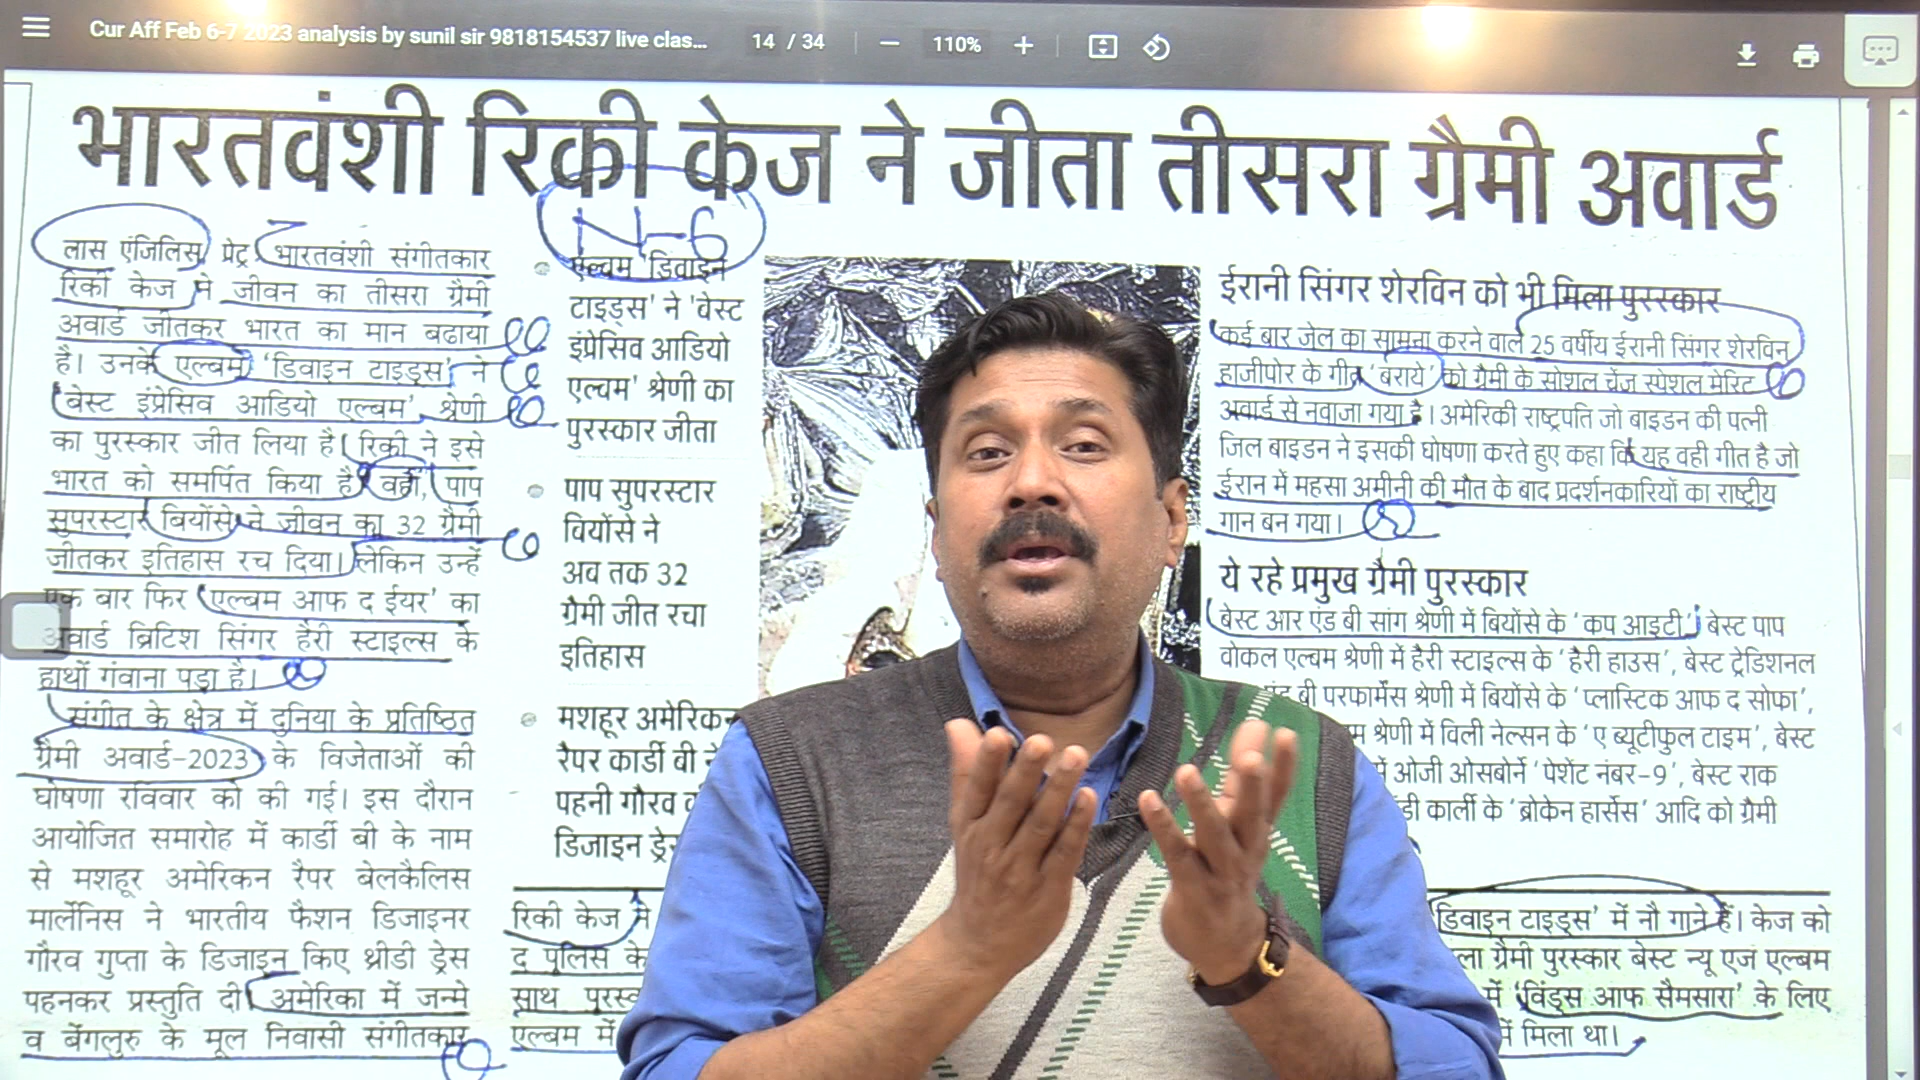 Cur Aff Feb 6-7 2023 analysis by sunil sir 9818154537 live clas...
14 / 34
110%
भारतवंशी रिकी केज ने जीता तीसरा ग्रैमी अवार्ड
N-6
लास एंजिलिस, प्रेट्र भारतवंशी संगीतकार
रिकी केज ने जीवन का तीसरा ग्रैमी
अवार्ड जीतकर भारत का मान बढाया
है। उनके एल्बम 'डिवाइन टाइड्स' ने
'बेस्ट इंप्रेसिव आडियो एल्बम' श्रेणी
का पुरस्कार जीत लिया है। रिकी ने इसे
भारत को समर्पित किया है। वहीं, पाप
सुपरस्टार बियोंसे ने जीवन का 32 ग्रैमी
जीतकर इतिहास रच दिया। लेकिन उन्हें
एक बार फिर 'एल्बम आफ द ईयर' का
अवार्ड ब्रिटिश सिंगर हैरी स्टाइल्स के
हाथों गंवाना पड़ा है।
संगीत के क्षेत्र में दुनिया के प्रतिष्ठित
ग्रैमी अवार्ड-2023 के विजेताओं की
घोषणा रविवार को की गई। इस दौरान
आयोजित समारोह में कार्डी बी के नाम
से मशहूर अमेरिकन रैपर बेलकैलिस
मार्लेनिस ने भारतीय फैशन डिजाइनर
गौरव गुप्ता के डिजाइन किए थ्रीडी ड्रेस
पहनकर प्रस्तुति दी। अमेरिका में जन्मे
व बेंगलुरु के मूल निवासी संगीतकार
एल्बम 'डिवाइन
टाइड्स' ने 'बेस्ट
इंप्रेसिव आडियो
एल्बम' श्रेणी का
पुरस्कार जीता
पाप सुपरस्टार
बियोंसे ने
अब तक 32
ग्रैमी जीत रचा
इतिहास
मशहूर अमेरिकन
रैपर कार्डी बी ने
पहनी गौरव
डिजाइन
रिकी केज ने
द पुलिस के
साथ
एल्बम में
ईरानी सिंगर शेरविन को भी मिला पुरस्कार
कई बार जेल का सामना करने वाले 25 वर्षीय ईरानी सिंगर शेरविन
हाजीपोर के गीत 'बराये' को ग्रैमी के सोशल चेंज स्पेशल मेरिट
अवार्ड से नवाजा गया है। अमेरिकी राष्ट्रपति जो बाइडन की पत्नी
जिल बाइडन ने इसकी घोषणा करते हुए कहा कि यह वही गीत है जो
ईरान में महसा अमीनी की मौत के बाद प्रदर्शनकारियों का राष्ट्रीय
गान बन गया।
ये रहे प्रमुख ग्रैमी पुरस्कार
बेस्ट आर एंड बी सांग श्रेणी में बियोंसे के 'कप आइटी', बेस्ट पाप
वोकल एल्बम श्रेणी में हैरी स्टाइल्स के 'हैरी हाउस', बेस्ट ट्रेडिशनल
बी परफार्मेंस श्रेणी में बियोंसे के 'प्लास्टिक आफ द सोफा',
श्रेणी में विली नेल्सन के 'ए ब्यूटीफुल टाइम', बेस्ट
में ओजी ओसबोर्ने 'पेशेंट नंबर-9', बेस्ट राक
कार्ली के 'ब्रोकेन हार्सेस' आदि को ग्रैमी
डिवाइन टाइड्स' में नौ गाने हैं। केज को
ग्रैमी पुरस्कार बेस्ट न्यू एज एल्बम
में 'विंड्स आफ सैमसारा' के लिए
में मिला था।